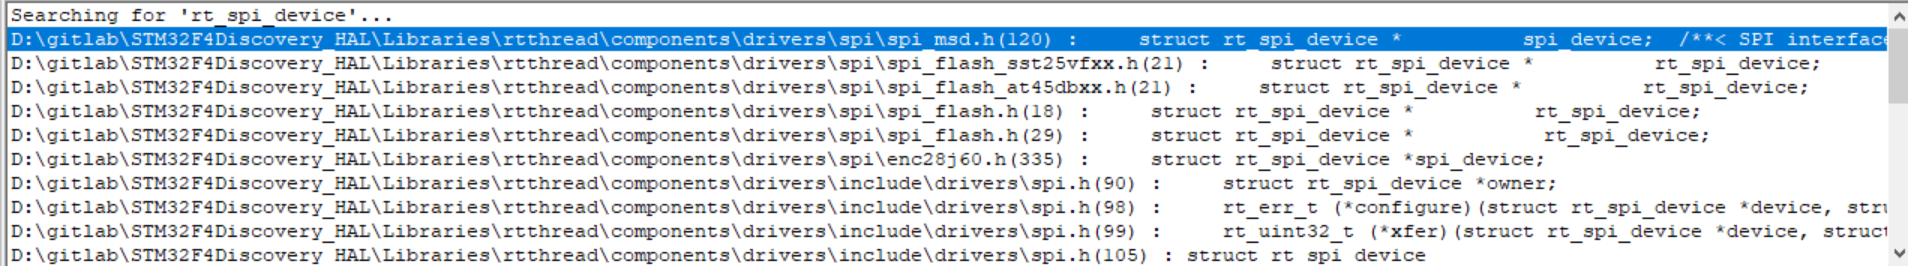 Searching for 'rt_spi_device'...
D:\gitlab\STM32F4Discovery_HAL\Libraries\rtthread\components\drivers\spi\spi_msd.h(120) :     struct rt_spi_device *          spi_device;  /**< SPI interface
D:\gitlab\STM32F4Discovery_HAL\Libraries\rtthread\components\drivers\spi\spi_flash_sst25vfxx.h(21) :     struct rt_spi_device *          rt_spi_device;
D:\gitlab\STM32F4Discovery_HAL\Libraries\rtthread\components\drivers\spi\spi_flash_at45dbxx.h(21) :     struct rt_spi_device *          rt_spi_device;
D:\gitlab\STM32F4Discovery_HAL\Libraries\rtthread\components\drivers\spi\spi_flash.h(18) :     struct rt_spi_device *          rt_spi_device;
D:\gitlab\STM32F4Discovery_HAL\Libraries\rtthread\components\drivers\spi\spi_flash.h(29) :     struct rt_spi_device *           rt_spi_device;
D:\gitlab\STM32F4Discovery_HAL\Libraries\rtthread\components\drivers\spi\enc28j60.h(335) :     struct rt_spi_device *spi_device;
D:\gitlab\STM32F4Discovery_HAL\Libraries\rtthread\components\drivers\include\drivers\spi.h(90) :     struct rt_spi_device *owner;
D:\gitlab\STM32F4Discovery_HAL\Libraries\rtthread\components\drivers\include\drivers\spi.h(98) :     rt_err_t (*configure)(struct rt_spi_device *device, stru
D:\gitlab\STM32F4Discovery_HAL\Libraries\rtthread\components\drivers\include\drivers\spi.h(99) :     rt_uint32_t (*xfer)(struct rt_spi_device *device, struct
D:\gitlab\STM32F4Discovery_HAL\Libraries\rtthread\components\drivers\include\drivers\spi.h(105) : struct rt_spi_device